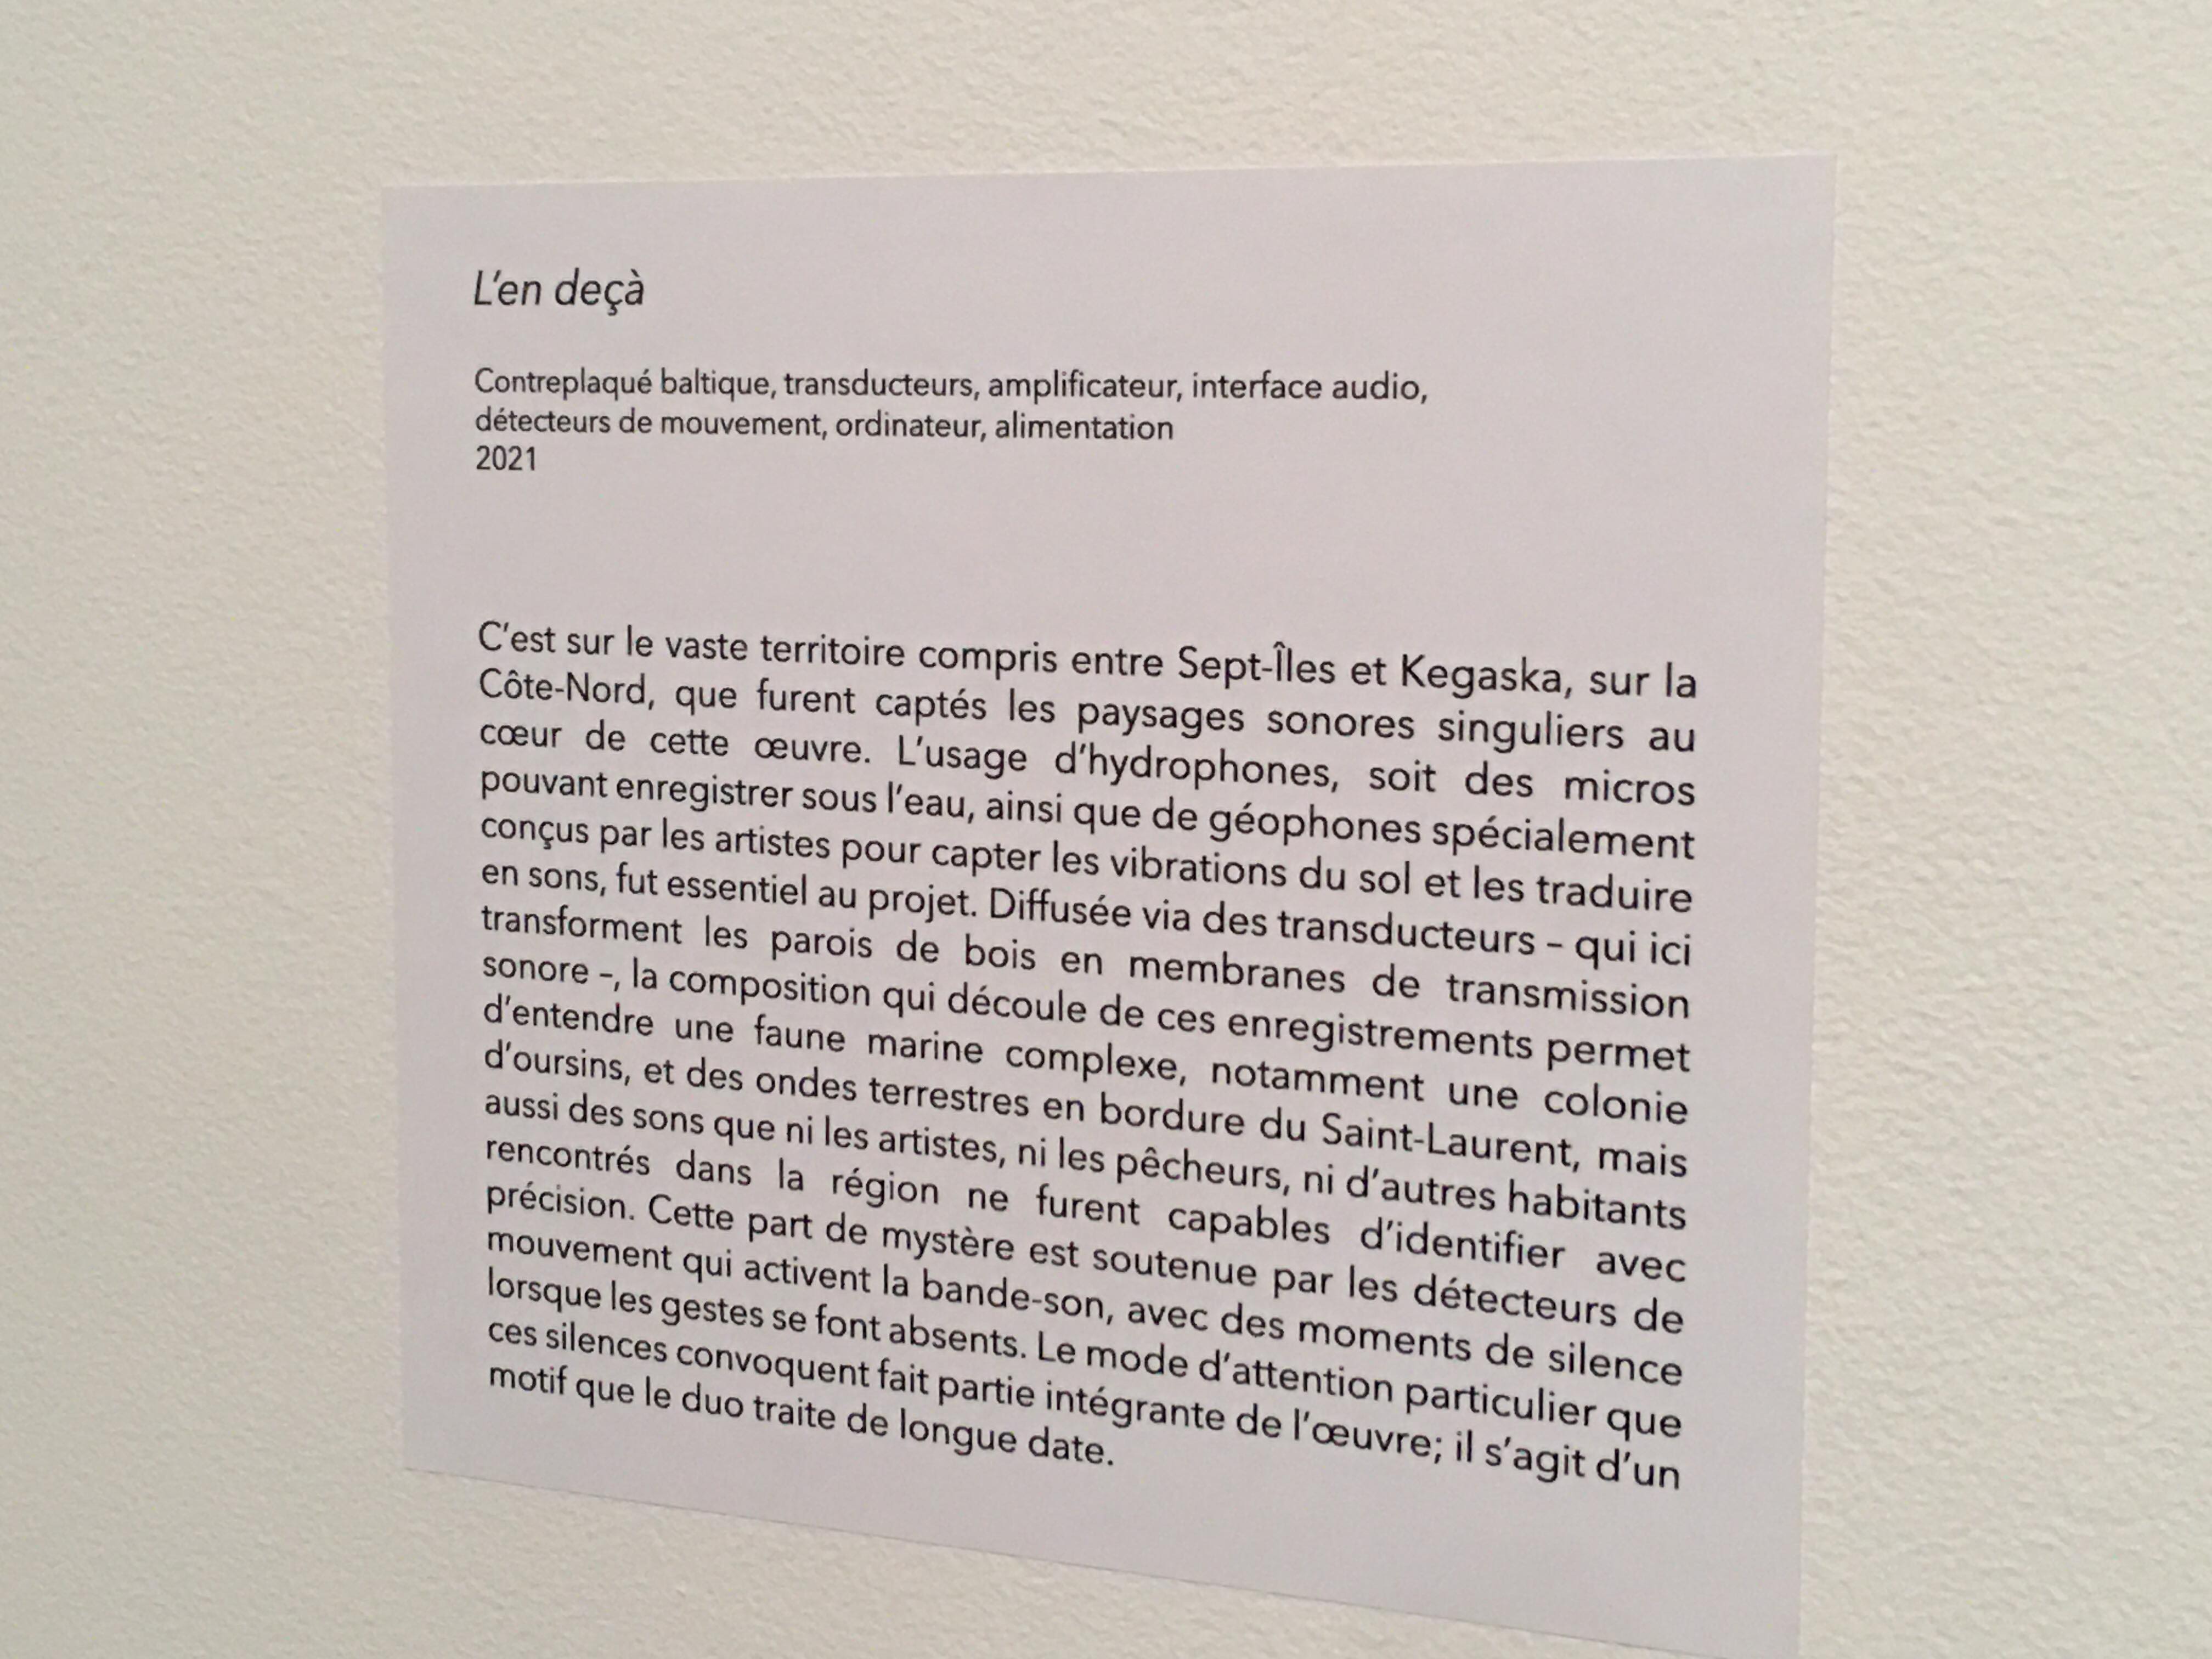 L'en deçà
Contreplaqué baltique, transducteurs, amplificateur, interface audio,
détecteurs de mouvement, ordinateur, alimentation
2021
C'est sur le vaste territoire compris entre Sept-Îles et Kegaska, sur la
Côte-Nord, que furent captés les paysages sonores singuliers au
cœur de cette œuvre. L'usage d'hydrophones, soit des micros
pouvant enregistrer sous l'eau, ainsi que de géophones spécialement
conçus par les artistes pour capter les vibrations du sol et les traduire
en sons, fut essentiel au projet. Diffusée via des transducteurs – qui ici
transforment les parois de bois en membranes de transmission
sonore –, la composition qui découle de ces enregistrements permet
d'entendre une faune marine complexe, notamment une colonie
d'oursins, et des ondes terrestres en bordure du Saint-Laurent, mais
aussi des sons que ni les artistes, ni les pêcheurs, ni d'autres habitants
rencontrés dans la région ne furent capables d'identifier avec
précision. Cette part de mystère est soutenue par les détecteurs de
mouvement qui activent la bande-son, avec des moments de silence
lorsque les gestes se font absents. Le mode d'attention particulier que
ces silences convoquent fait partie intégrante de l'œuvre; il s'agit d'un
motif que le duo traite de longue date.